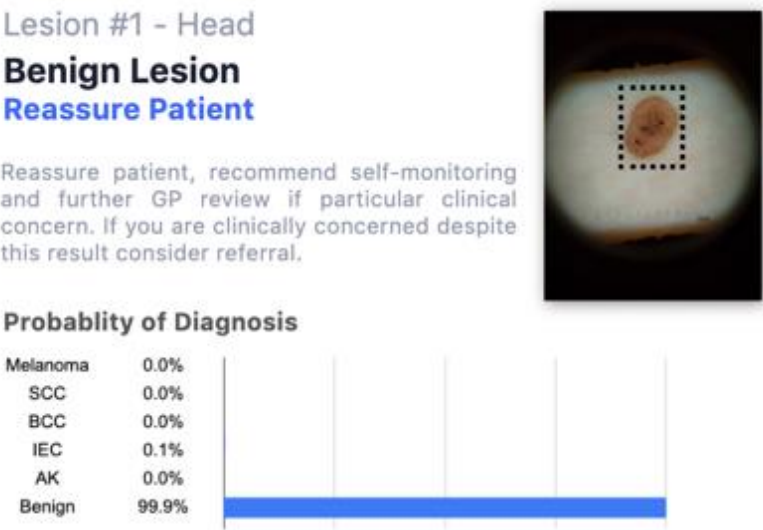 Lesion #1 - Head
Benign Lesion
Reassure Patient
Reassure patient, recommend self-monitoring
and further GP review if particular clinical
concern. If you are clinically concerned despite
this result consider referral.
Probablity of Diagnosis
Melanoma 0.0%
SCC 0.0%
BCC 0.0%
IEC 0.1%
AK 0.0%
Benign 99.9%